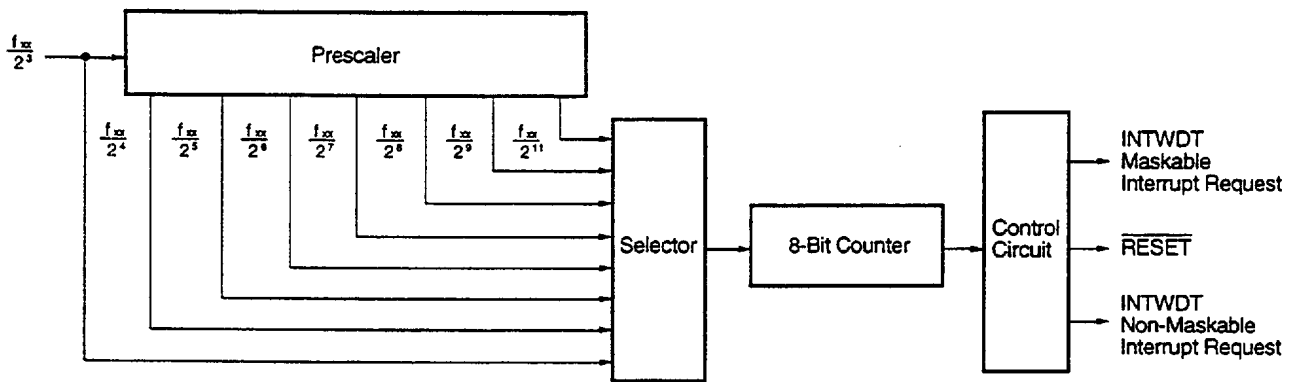 fxx
2³
Prescaler
fxx
2⁴
fxx
2⁵
fxx
2⁶
fxx
2⁷
fxx
2⁸
fxx
2⁹
fxx
2¹¹
Selector
8-Bit Counter
Control
Circuit
INTWDT
Maskable
Interrupt Request
RESET
INTWDT
Non-Maskable
Interrupt Request